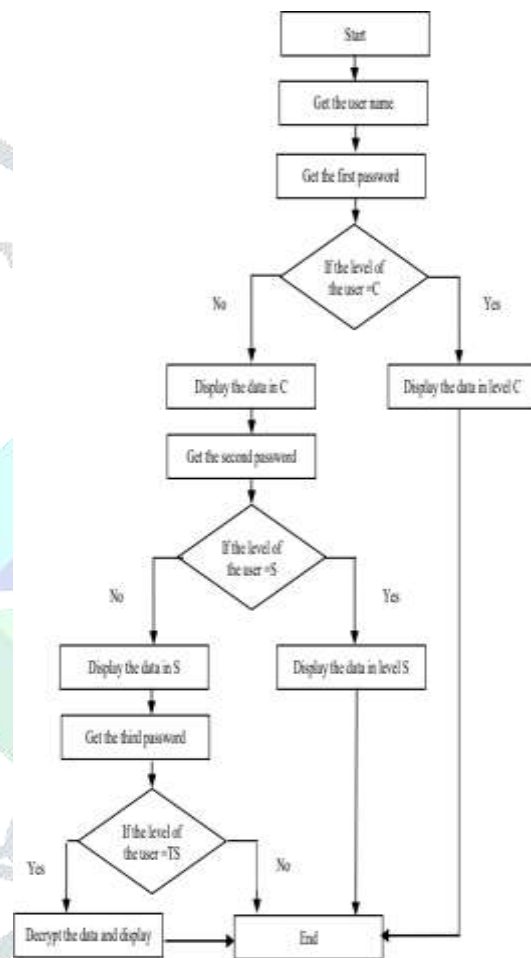 Start
Get the user name
Get the first password
If the level of
the user =C
No
Yes
Display the data in C
Display the data in level C
Get the second password
If the level of
the user =S
No
Yes
Display the data in S
Display the data in level S
Get the third password
If the level of
the user =TS
Yes
No
Decrypt the data and display
End